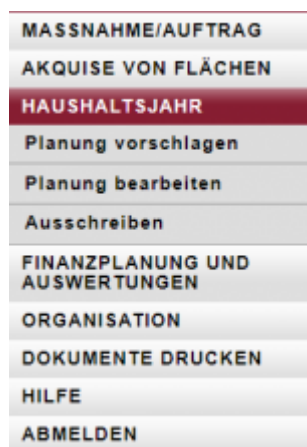 MASSNAHME/AUFTRAG
AKQUISE VON FLÄCHEN
HAUSHALTSJAHR
Planung vorschlagen
Planung bearbeiten
Ausschreiben
FINANZPLANUNG UND
AUSWERTUNGEN
ORGANISATION
DOKUMENTE DRUCKEN
HILFE
ABMELDEN